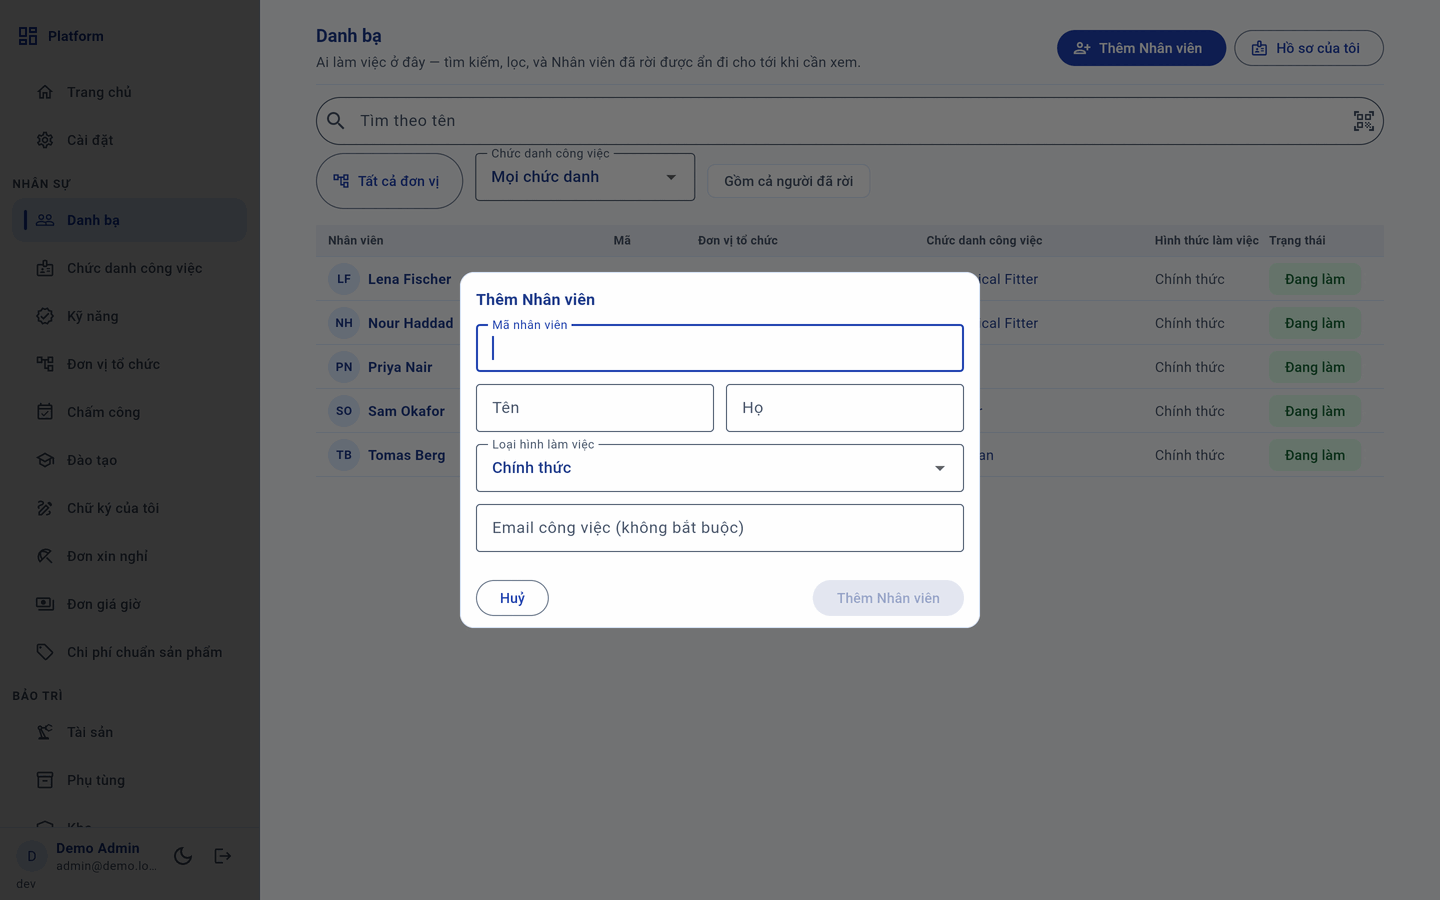 Platform
Trang chủ
Cài đặt
NHÂN SỰ
Danh bạ
Chức danh công việc
Kỹ năng
Đơn vị tổ chức
Chấm công
Đào tạo
Chữ ký của tôi
Đơn xin nghỉ
Đơn giá giờ
Chi phí chuẩn sản phẩm
BẢO TRÌ
Tài sản
Phụ tùng
D
Demo Admin
admin@demo.lo...
dev
Danh bạ
Ai làm việc ở đây — tìm kiếm, lọc, và Nhân viên đã rời được ẩn đi cho tới khi cần xem.
Thêm Nhân viên
Hồ sơ của tôi
Tìm theo tên
Tất cả đơn vị
Chức danh công việc
Mọi chức danh
Gồm cả người đã rời
Nhân viên Mã Đơn vị tổ chức Chức danh công việc Hình thức làm việc Trạng thái
LF Lena Fischer ical Fitter Chính thức Đang làm
NH Nour Haddad ical Fitter Chính thức Đang làm
PN Priya Nair Chính thức Đang làm
SO Sam Okafor Chính thức Đang làm
TB Tomas Berg an Chính thức Đang làm
Thêm Nhân viên
Mã nhân viên
Tên
Họ
Loại hình làm việc
Chính thức
Email công việc (không bắt buộc)
Huỷ
Thêm Nhân viên